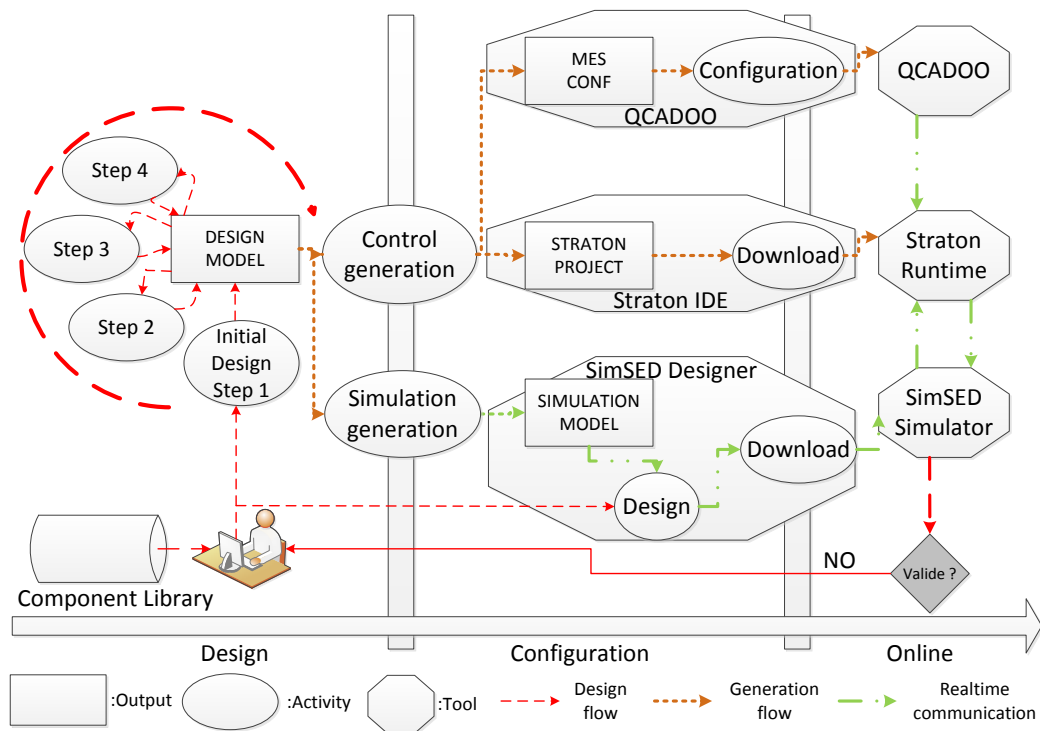 MES
CONF
Configuration
QCADOO
QCADOO
Step 4
Step 3
Step 2
DESIGN
MODEL
Initial
Design
Step 1
Control
generation
STRATON
PROJECT
Download
Straton IDE
Straton
Runtime
Simulation
generation
SimSED Designer
SIMULATION
MODEL
Design
Download
SimSED
Simulator
Component Library
NO
Valide ?
Design
Configuration
Online
:Output
:Activity
:Tool
Design
flow
Generation
flow
Realtime
communication